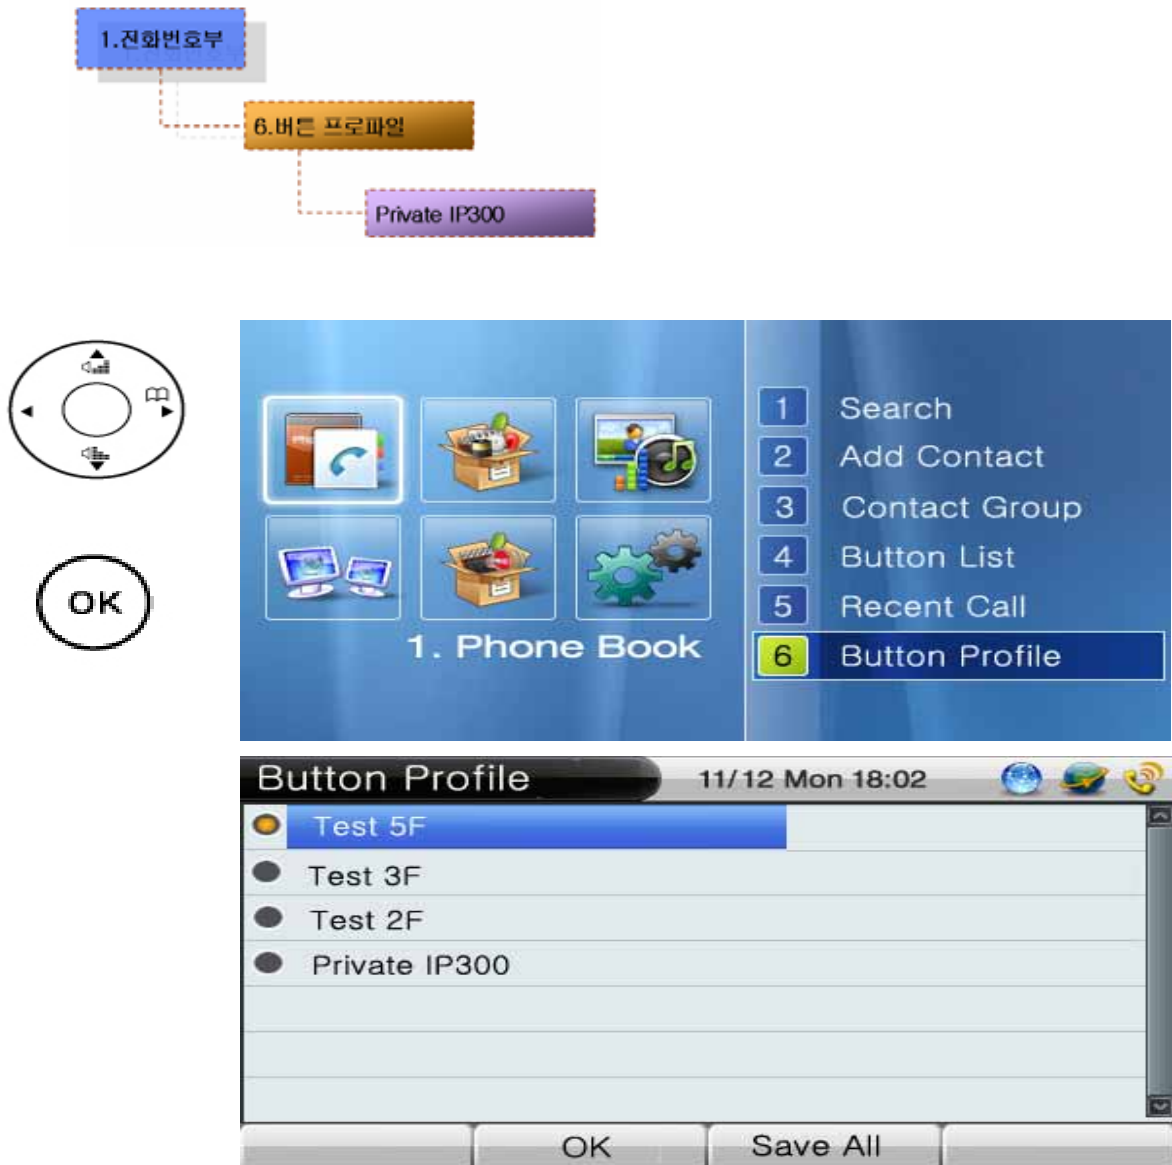 1.전화번호부
6.버튼 프로파일
Private IP300
OK
1 Search
2 Add Contact
3 Contact Group
4 Button List
5 Recent Call
6 Button Profile
1. Phone Book
Button Profile 11/12 Mon 18:02
Test 5F
Test 3F
Test 2F
Private IP300
OK Save All